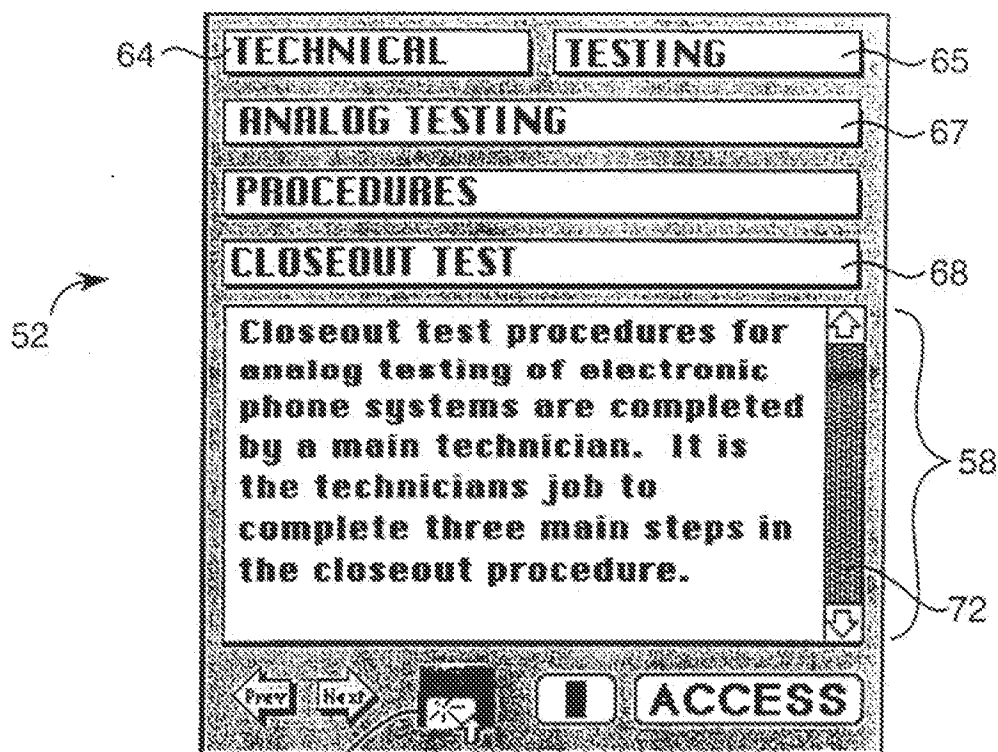 64 TECHNICAL TESTING 65
ANALOG TESTING 67
PROCEDURES
CLOSEOUT TEST 68
52
Closeout test procedures for
analog testing of electronic
phone systems are completed
by a main technician. It is
the technicians job to
complete three main steps in
the closeout procedure.
58
72
Prev Next ACCESS